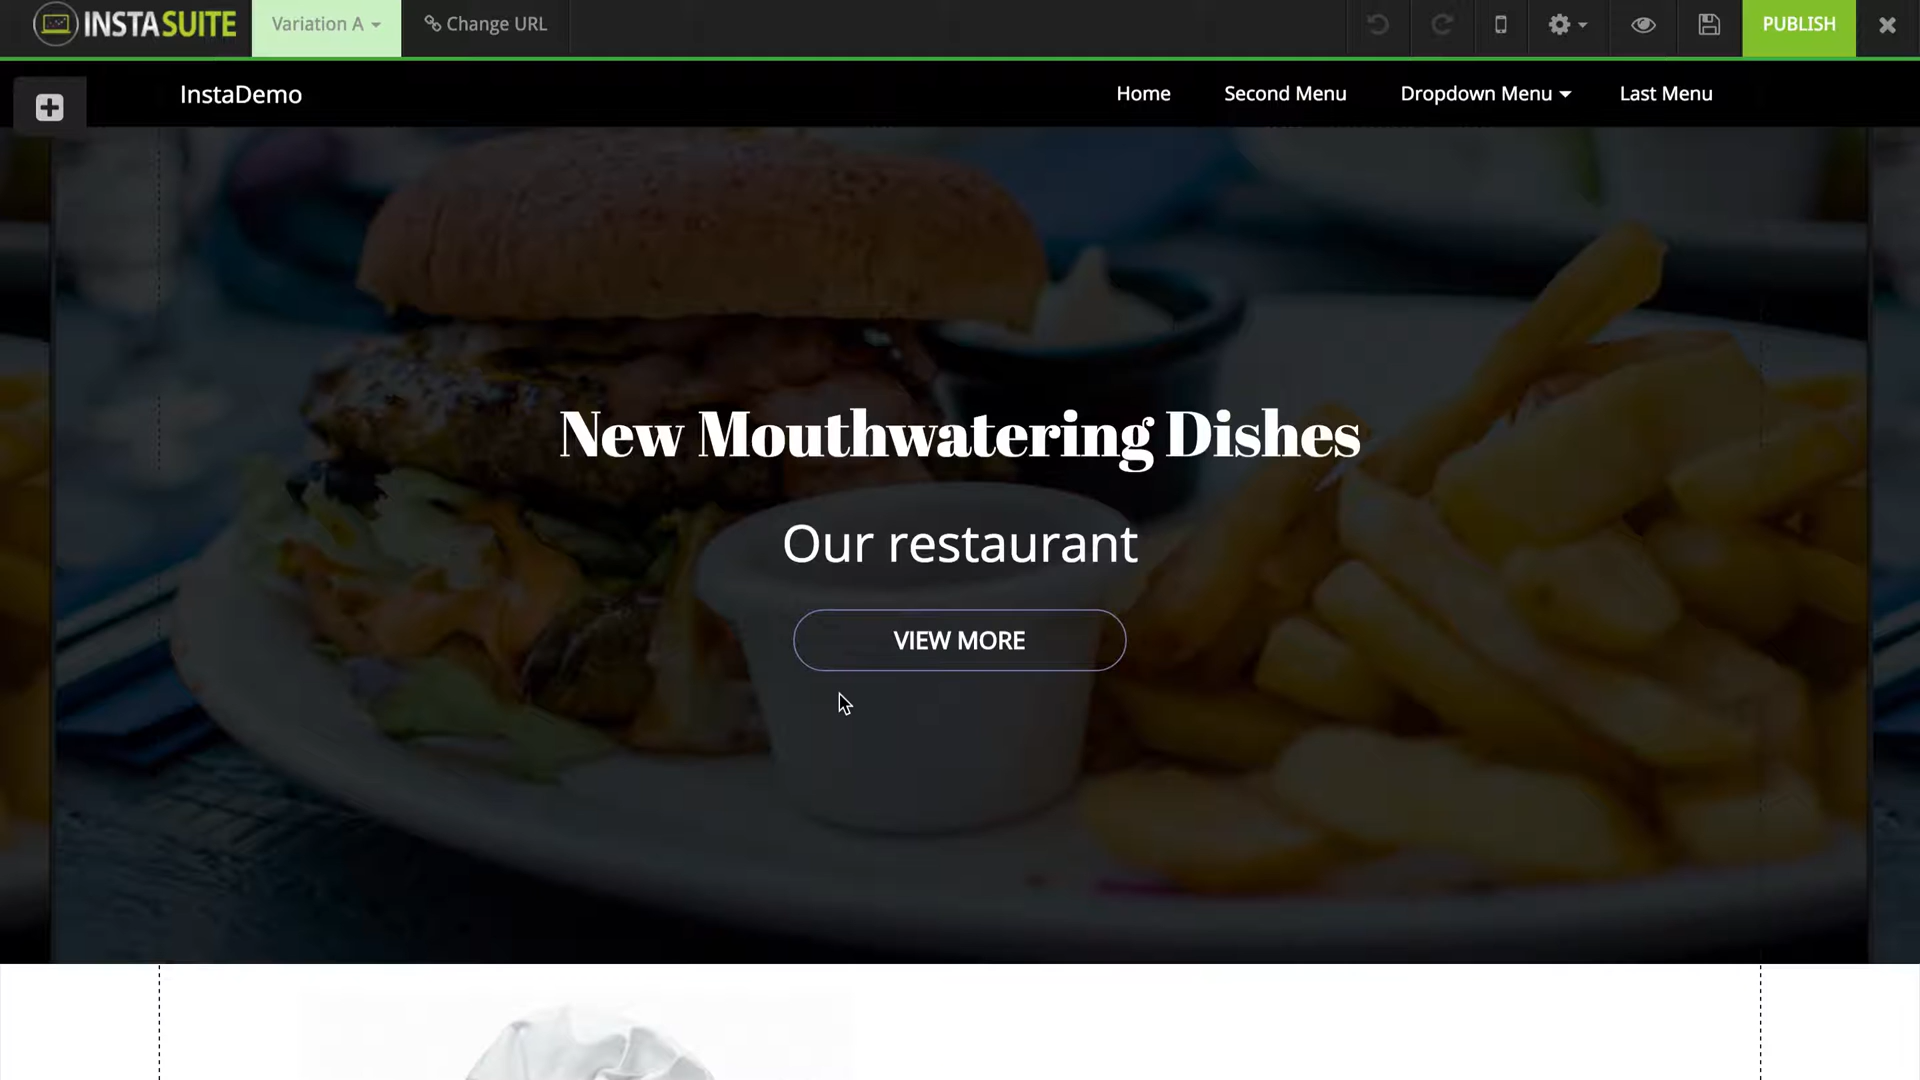 INSTASUITE
Variation A
Change URL
PUBLISH
InstaDemo
Home
Second Menu
Dropdown Menu
Last Menu
New Mouthwatering Dishes
Our restaurant
VIEW MORE